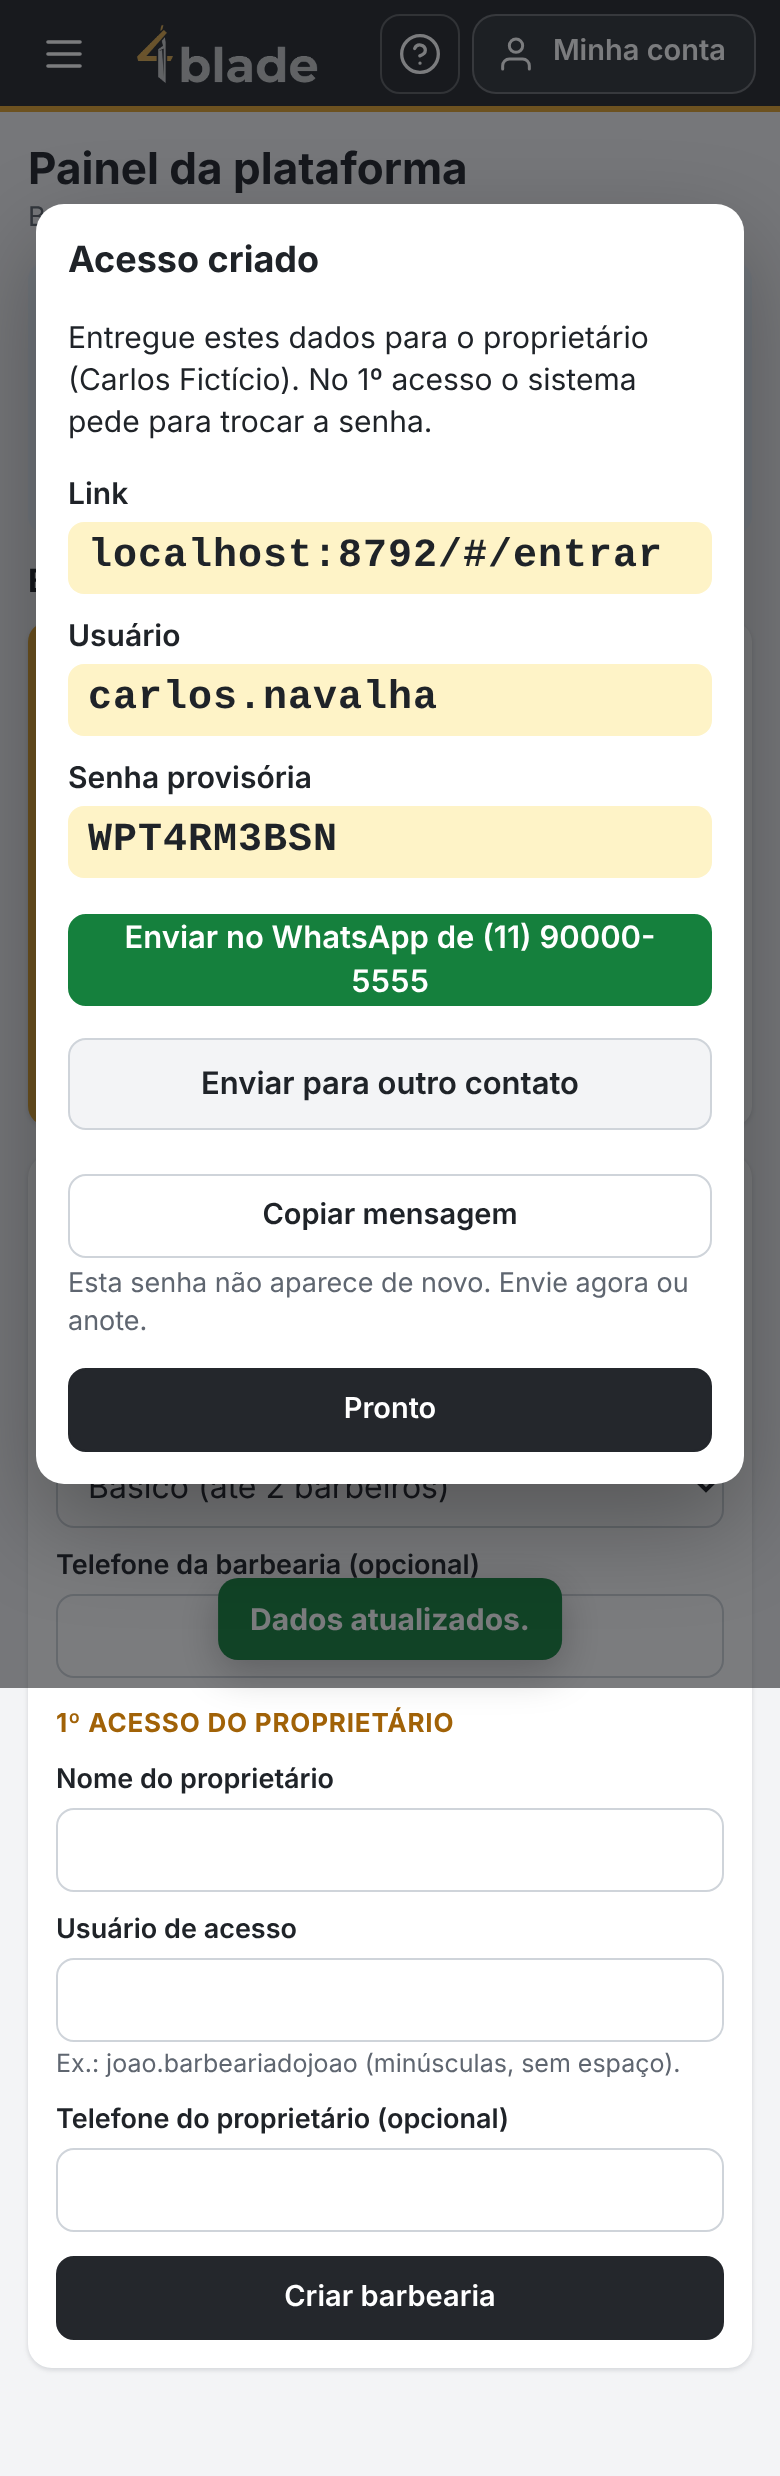 4blade
Minha conta
Painel da plataforma
Acesso criado
Entregue estes dados para o proprietário
(Carlos Fictício). No 1º acesso o sistema
pede para trocar a senha.
Link
localhost:8792/#/entrar
Usuário
carlos.navalha
Senha provisória
WPT4RM3BSN
Enviar no WhatsApp de (11) 90000-
5555
Enviar para outro contato
Copiar mensagem
Esta senha não aparece de novo. Envie agora ou
anote.
Pronto
Básico (até 2 barbeiros)
Telefone da barbearia (opcional)
Dados atualizados.
1º ACESSO DO PROPRIETÁRIO
Nome do proprietário
Usuário de acesso
Ex.: joao.barbeariadojoao (minúsculas, sem espaço).
Telefone do proprietário (opcional)
Criar barbearia